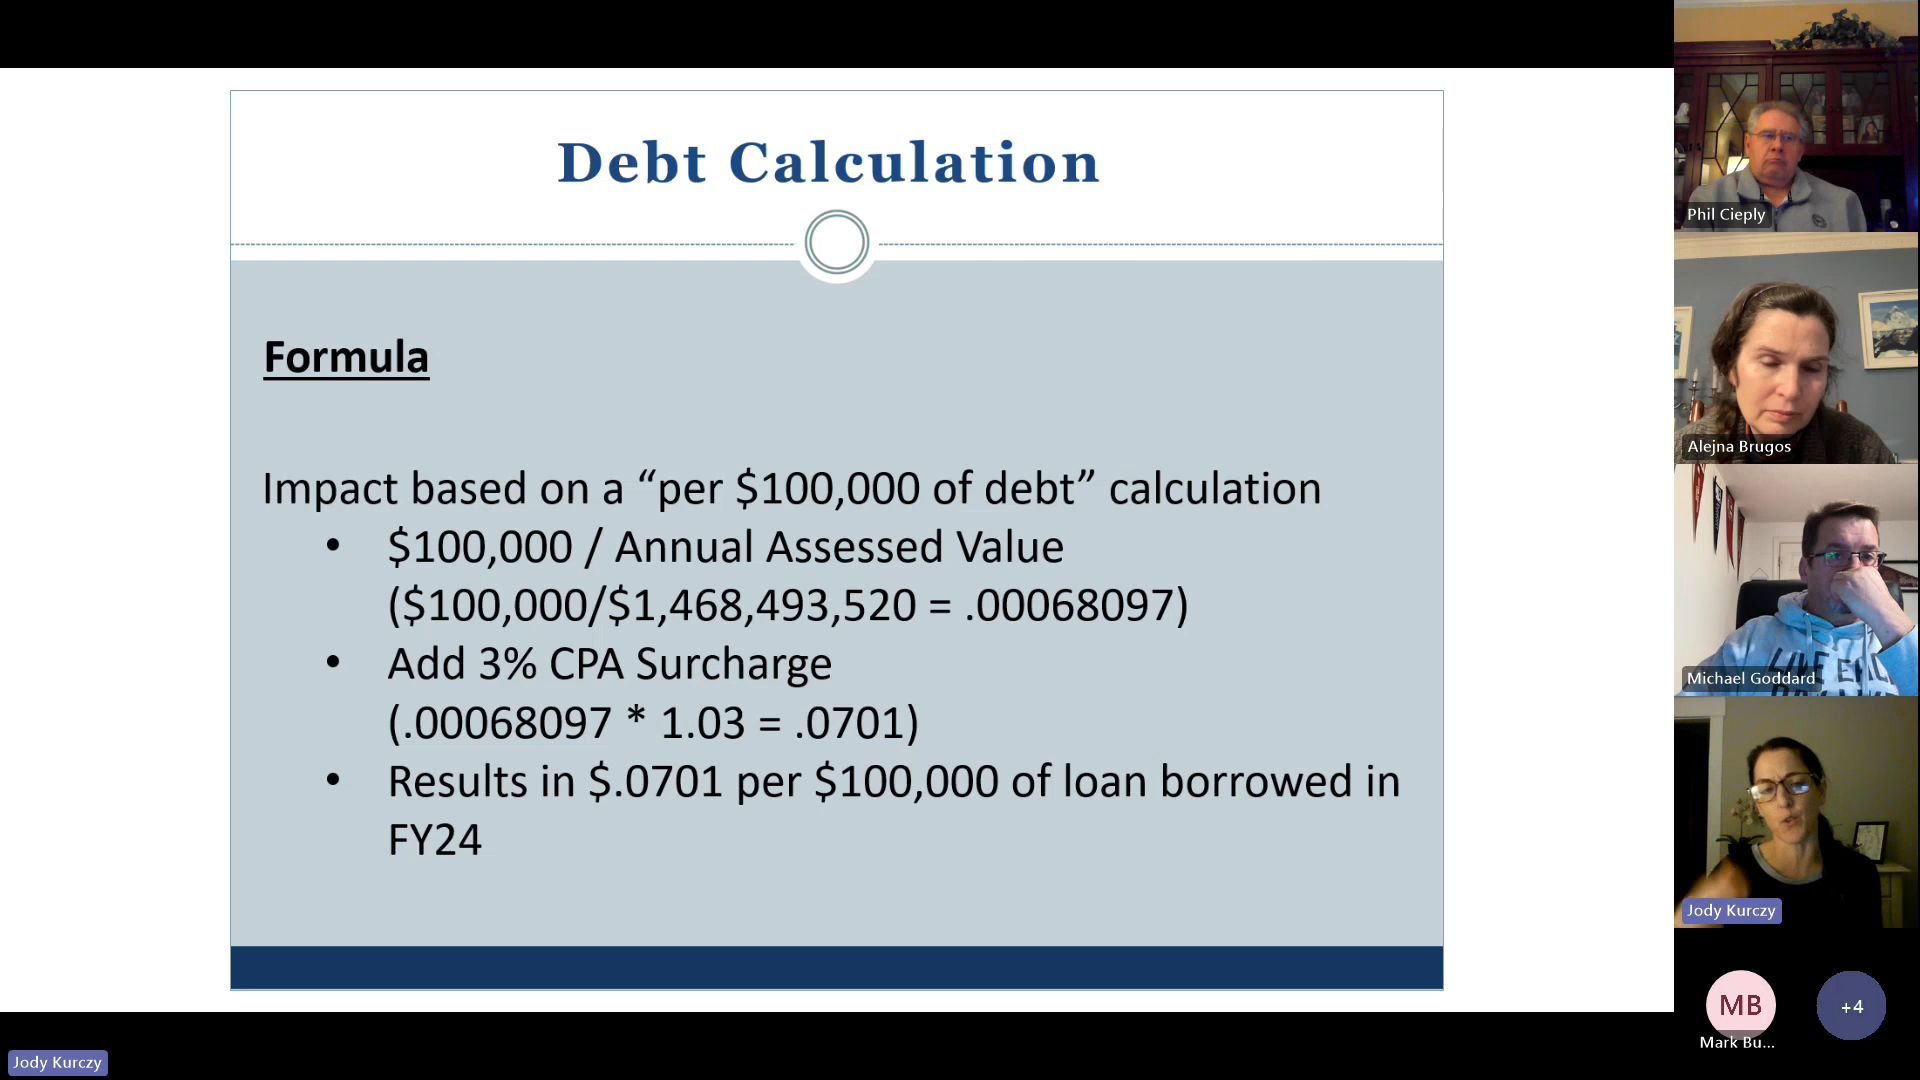 Debt Calculation
Formula
Impact based on a “per $100,000 of debt” calculation
• $100,000 / Annual Assessed Value
($100,000/$1,468,493,520 = .00068097)
• Add 3% CPA Surcharge
(.00068097 * 1.03 = .0701)
• Results in $.0701 per $100,000 of loan borrowed in
FY24
Phil Cieply
Alejna Brugos
Michael Goddard
Jody Kurczy
MB
+4
Mark Bu...
Jody Kurczy